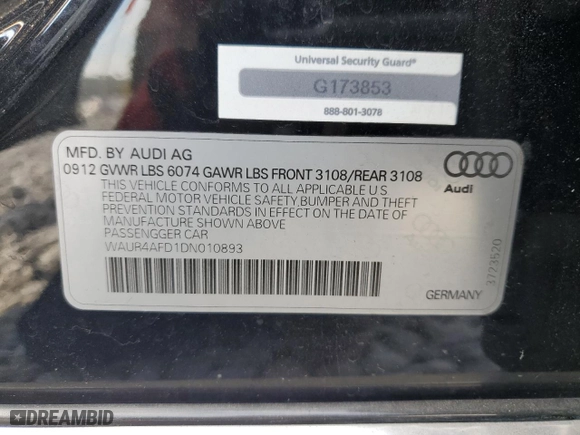 Universal Security Guard®
G173853
888-801-3078
MFD. BY AUDI AG
0912 GVWR LBS 6074 GAWR LBS FRONT 3108/REAR 3108
THIS VEHICLE CONFORMS TO ALL APPLICABLE U S
FEDERAL MOTOR VEHICLE SAFETY,BUMPER AND THEFT
PREVENTION STANDARDS IN EFFECT ON THE DATE OF
MANUFACTURE SHOWN ABOVE
PASSENGGER CAR
WAUB4AFD1DN010893
Audi
3723520
GERMANY
DREAMBID